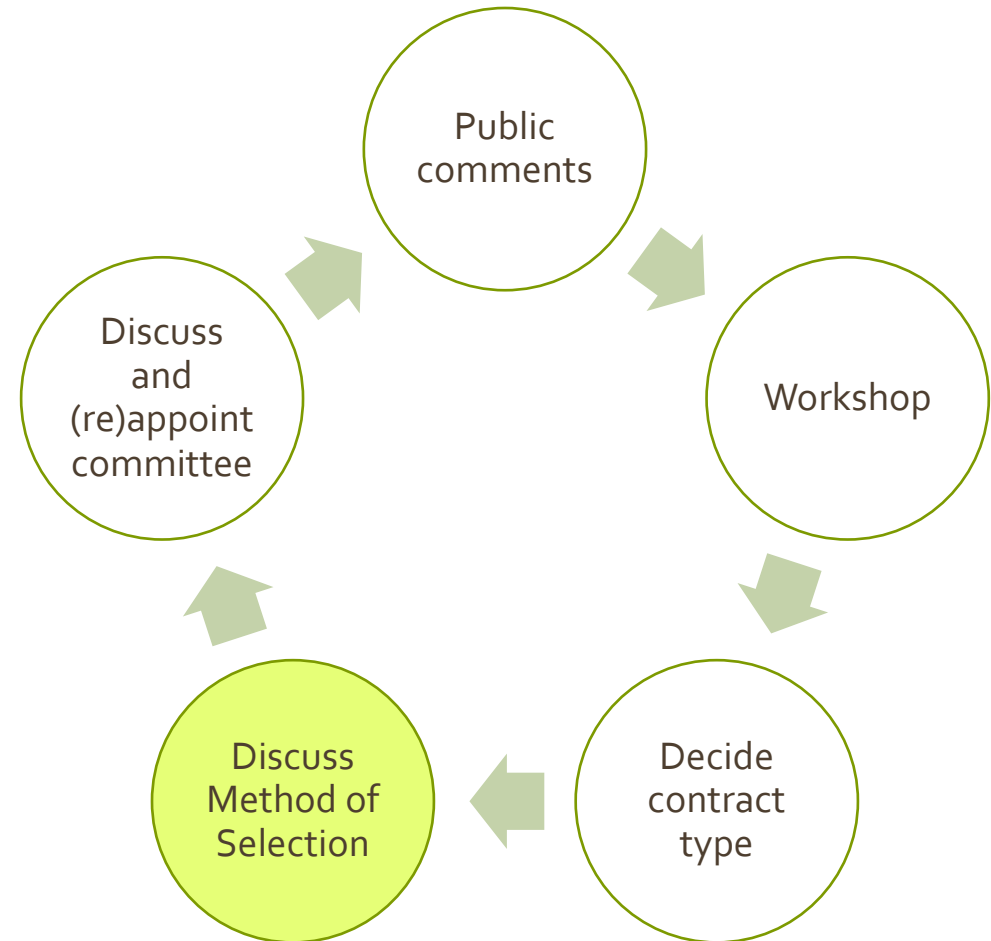 Public
comments
Workshop
Decide
contract
type
Discuss
Method of
Selection
Discuss
and
(re)appoint
committee